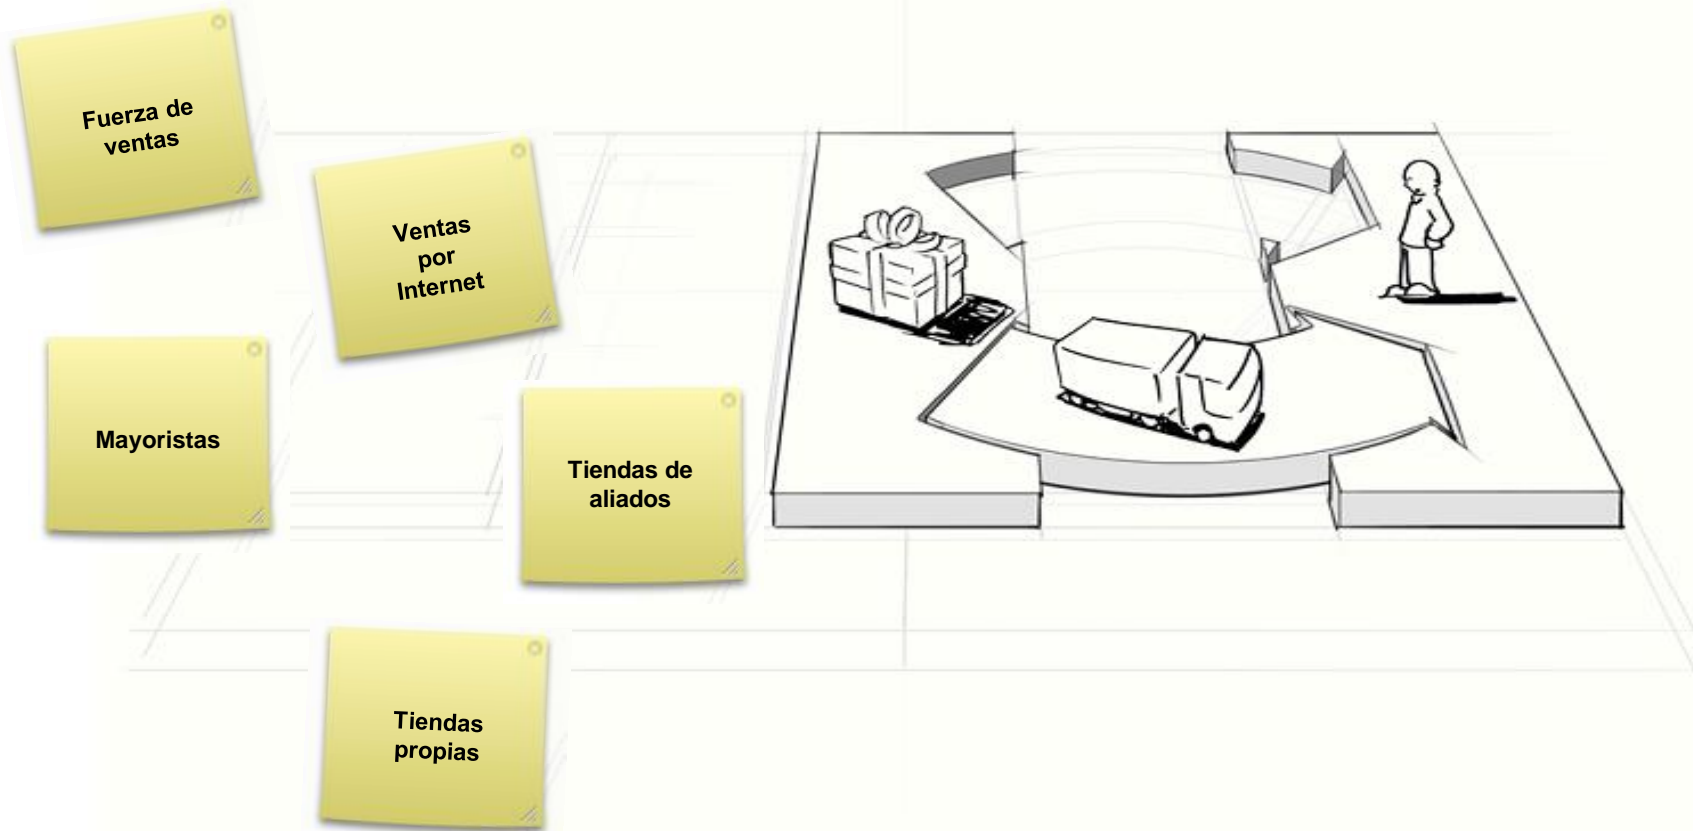 Fuerza de
ventas
Ventas
por
Internet
Mayoristas
Tiendas de
aliados
Tiendas
propias